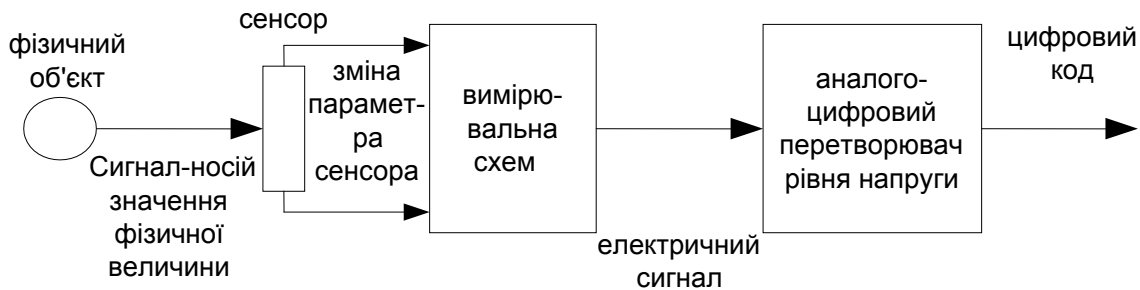 фізичний
об'єкт
Сигнал-носій
значення
фізичної
величини
сенсор
зміна
парамет-
ра
сенсора
вимірю-
вальна
схем
електричний
сигнал
аналого-
цифровий
перетворювач
рівня напруги
цифровий
код